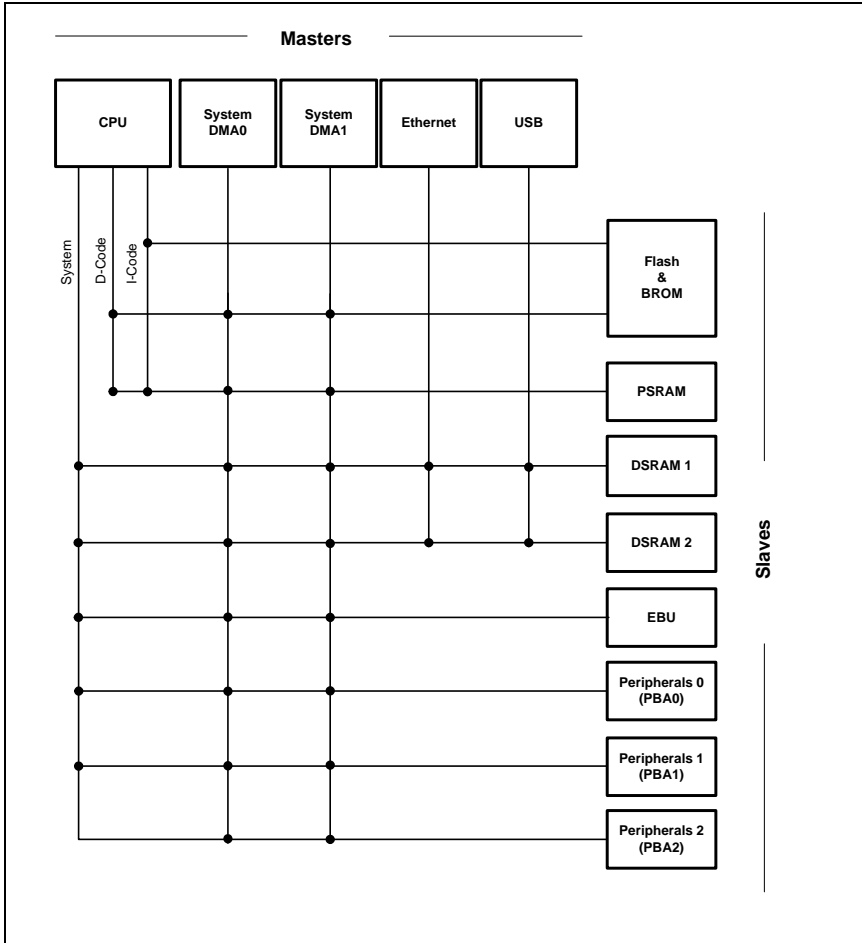 Masters
CPU
System
DMA0
System
DMA1
Ethernet
USB
System
D-Code
I-Code
Flash
&
BROM
PSRAM
DSRAM 1
DSRAM 2
EBU
Peripherals 0
(PBA0)
Peripherals 1
(PBA1)
Peripherals 2
(PBA2)
Slaves